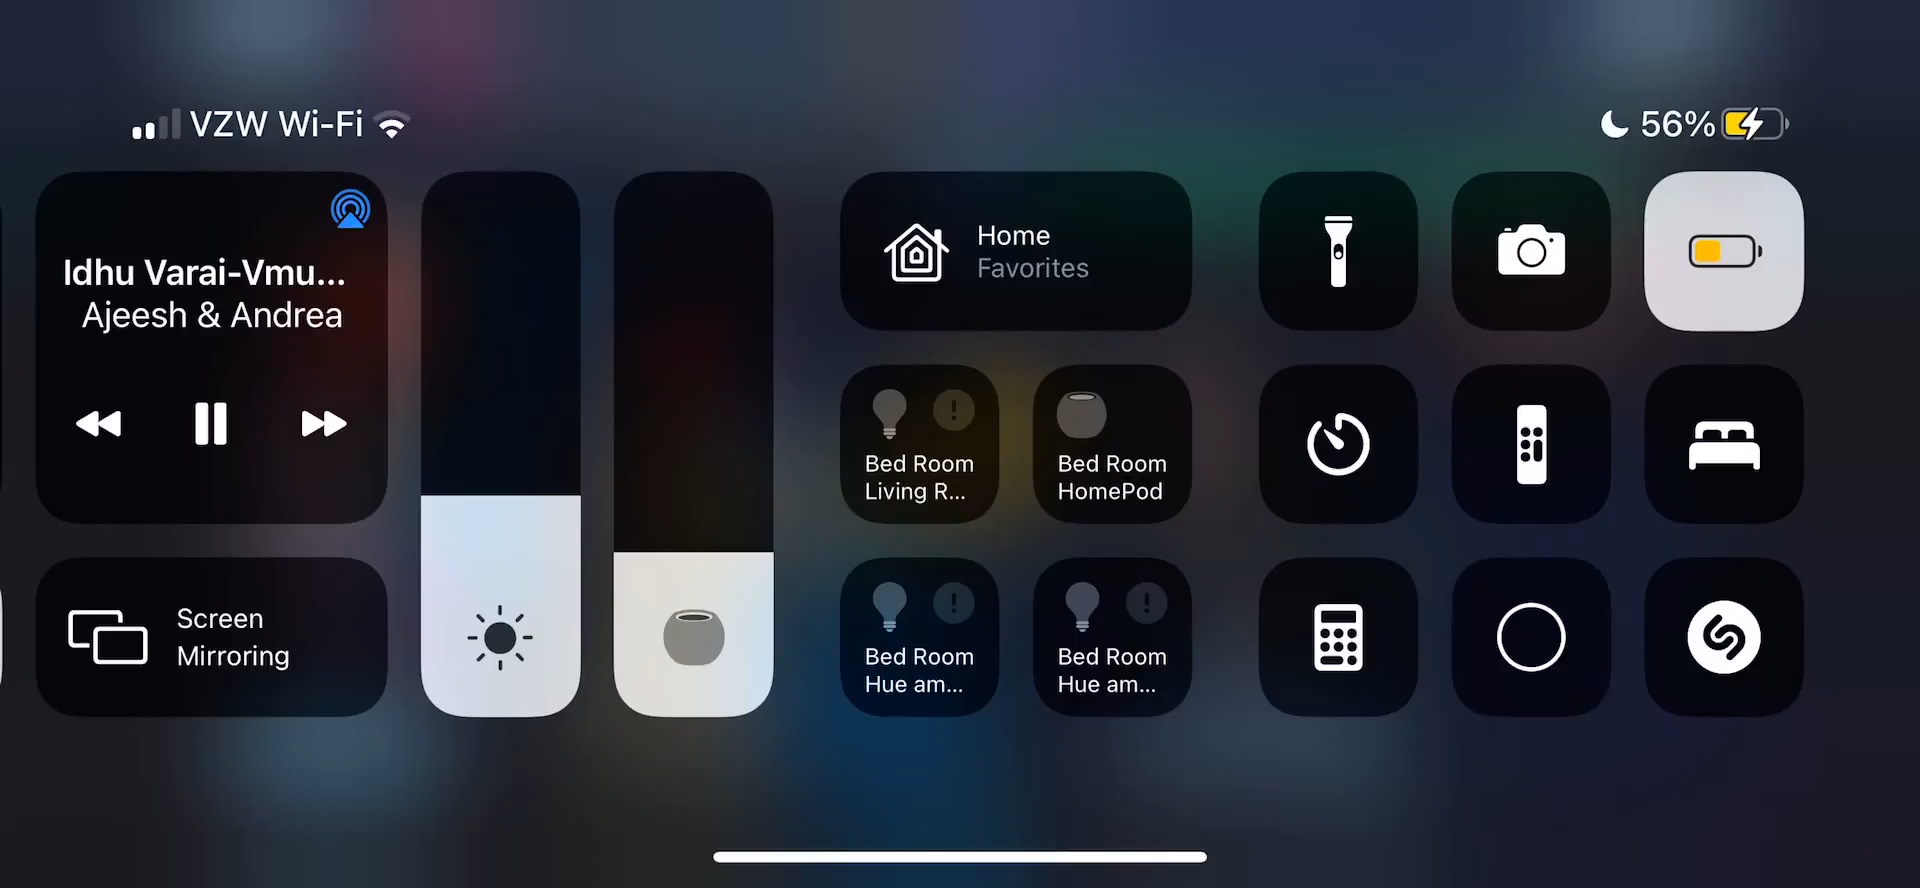 VZW Wi-Fi
56%
Idhu Varai-Vmu...
Ajeesh & Andrea
Screen
Mirroring
Home
Favorites
Bed Room
Living R...
Bed Room
HomePod
Bed Room
Hue am...
Bed Room
Hue am...